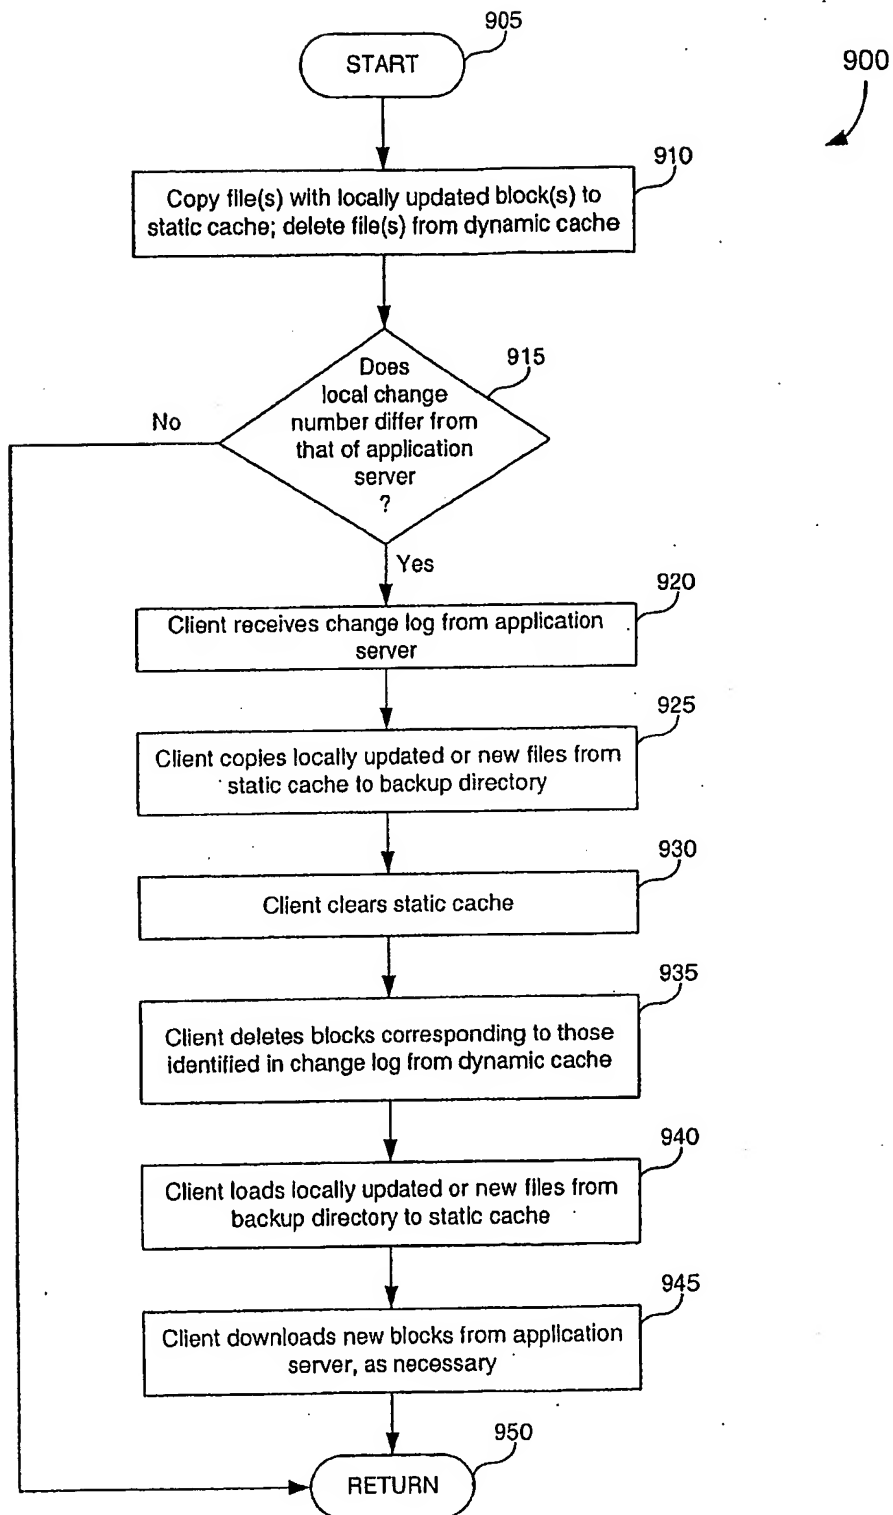 905
START
900
910
Copy file(s) with locally updated block(s) to
static cache; delete file(s) from dynamic cache
915
Does
local change
number differ from
that of application
server
?
No
Yes
920
Client receives change log from application
server
925
Client copies locally updated or new files from
static cache to backup directory
930
Client clears static cache
935
Client deletes blocks corresponding to those
identified in change log from dynamic cache
940
Client loads locally updated or new files from
backup directory to static cache
945
Client downloads new blocks from application
server, as necessary
950
RETURN